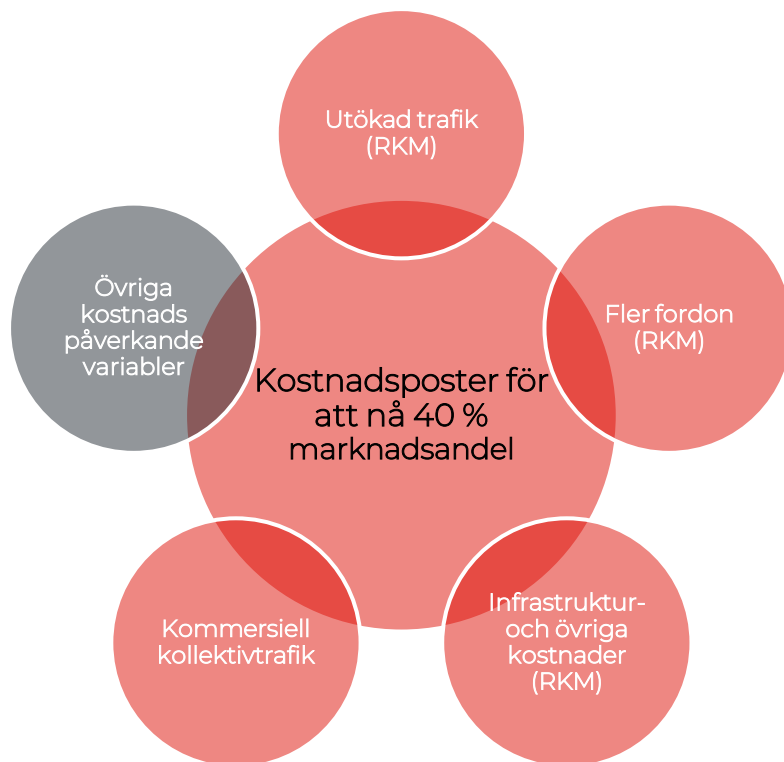 Utökad trafik
(RKM)
Fler fordon
(RKM)
Infrastruktur-
och övriga
kostnader
(RKM)
Kommersiell
kollektivtrafik
Övriga
kostnads
påverkande
variabler
Kostnadsposter för
att nå 40 %
marknadsandel